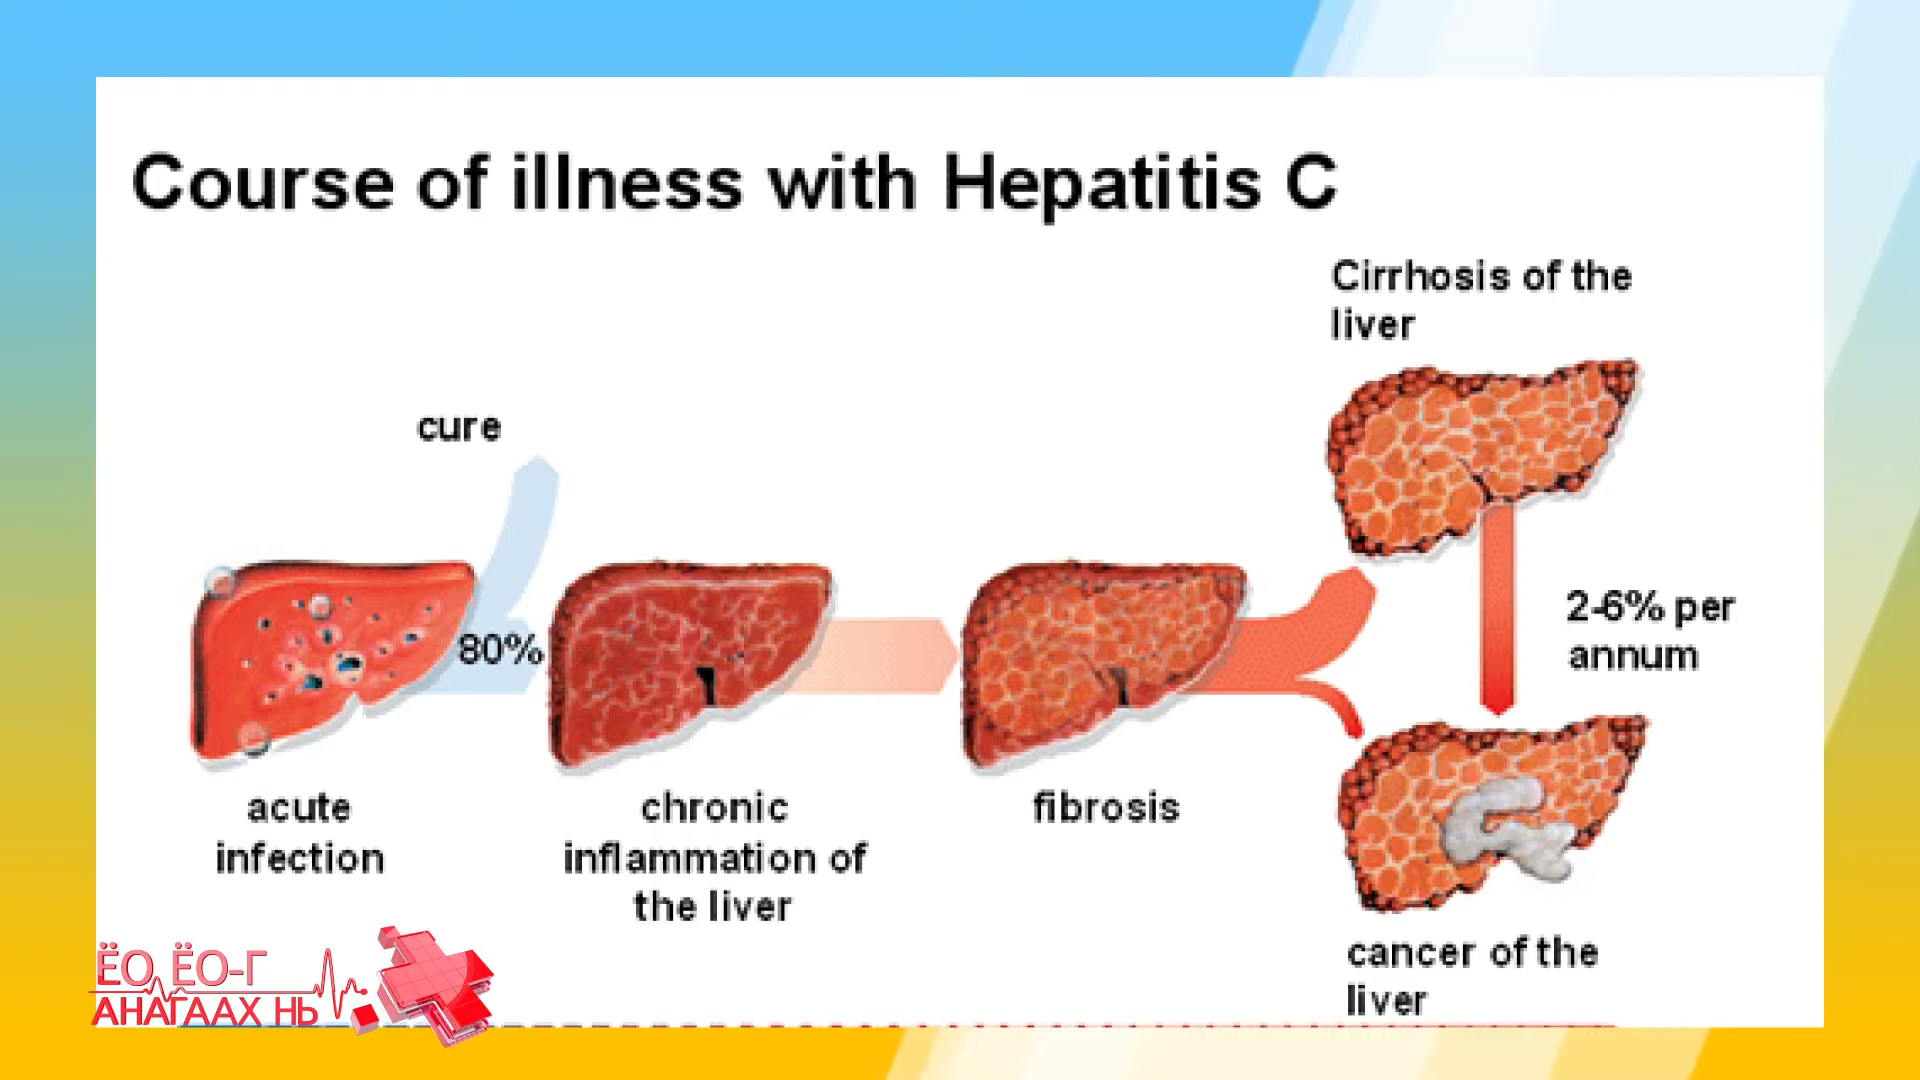 Course of illness with Hepatitis C
Cirrhosis of the
liver
cure
80%
2-6% per
annum
acute
infection
chronic
inflammation of
the liver
fibrosis
cancer of the
liver
ЁО, ЁО-Г
АНАГААХ НЬ